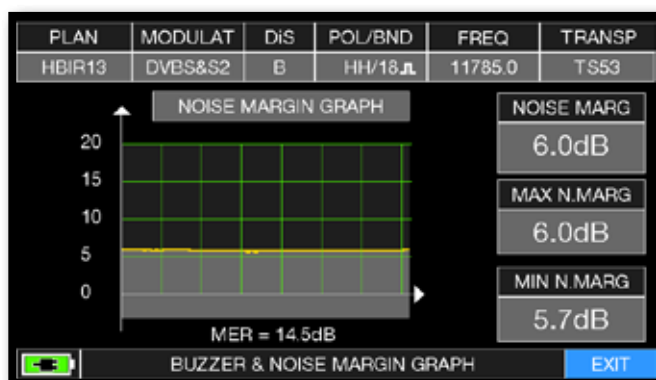 PLAN MODULAT DiS POL/BND FREQ TRANSP
HBIR13 DVBS&S2 B HH/18 11785.0 TS53
NOISE MARGIN GRAPH
20
15
10
5
0
MER = 14.5dB
NOISE MARG
6.0dB
MAX N.MARG
6.0dB
MIN N.MARG
5.7dB
BUZZER & NOISE MARGIN GRAPH EXIT